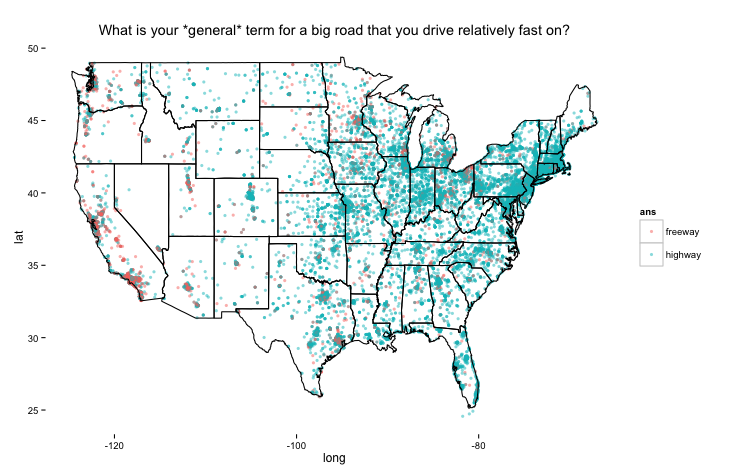 What is your *general* term for a big road that you drive relatively fast on?
50
45
40
35
30
25
lat
-120
-100
-80
long
ans
freeway
highway